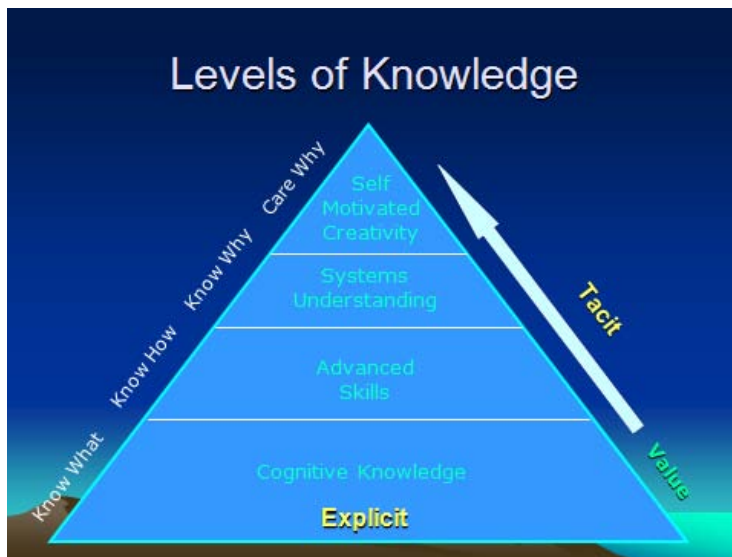 Levels of Knowledge
Care Why
Self
Motivated
Creativity
Know Why
Systems
Understanding
Tacit
Know How
Advanced
Skills
Know What
Cognitive Knowledge
Value
Explicit